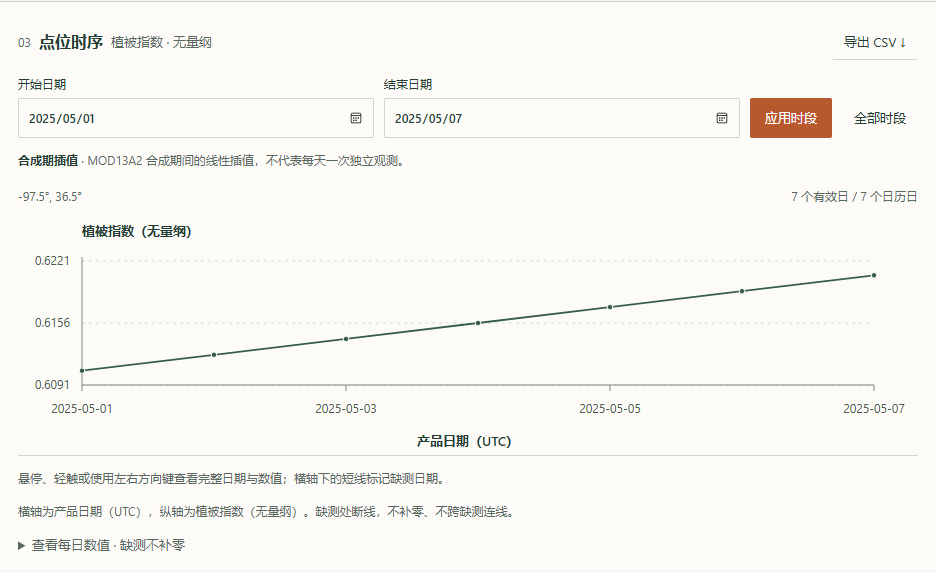 03 点位时序 植被指数 · 无量纲
导出 CSV ↓
开始日期
结束日期
2025/05/01
2025/05/07
应用时段
全部时段
合成期插值 · MOD13A2 合成期间的线性插值，不代表每天一次独立观测。
-97.5°, 36.5°
7 个有效日 / 7 个日历日
植被指数（无量纲）
0.6221
0.6156
0.6091
2025-05-01
2025-05-03
2025-05-05
2025-05-07
产品日期（UTC）
悬停、轻触或使用左右方向键查看完整日期与数值；横轴下的短线标记缺测日期。
横轴为产品日期（UTC），纵轴为植被指数（无量纲）。缺测处断线，不补零、不跨缺测连线。
▶ 查看每日数值 · 缺测不补零